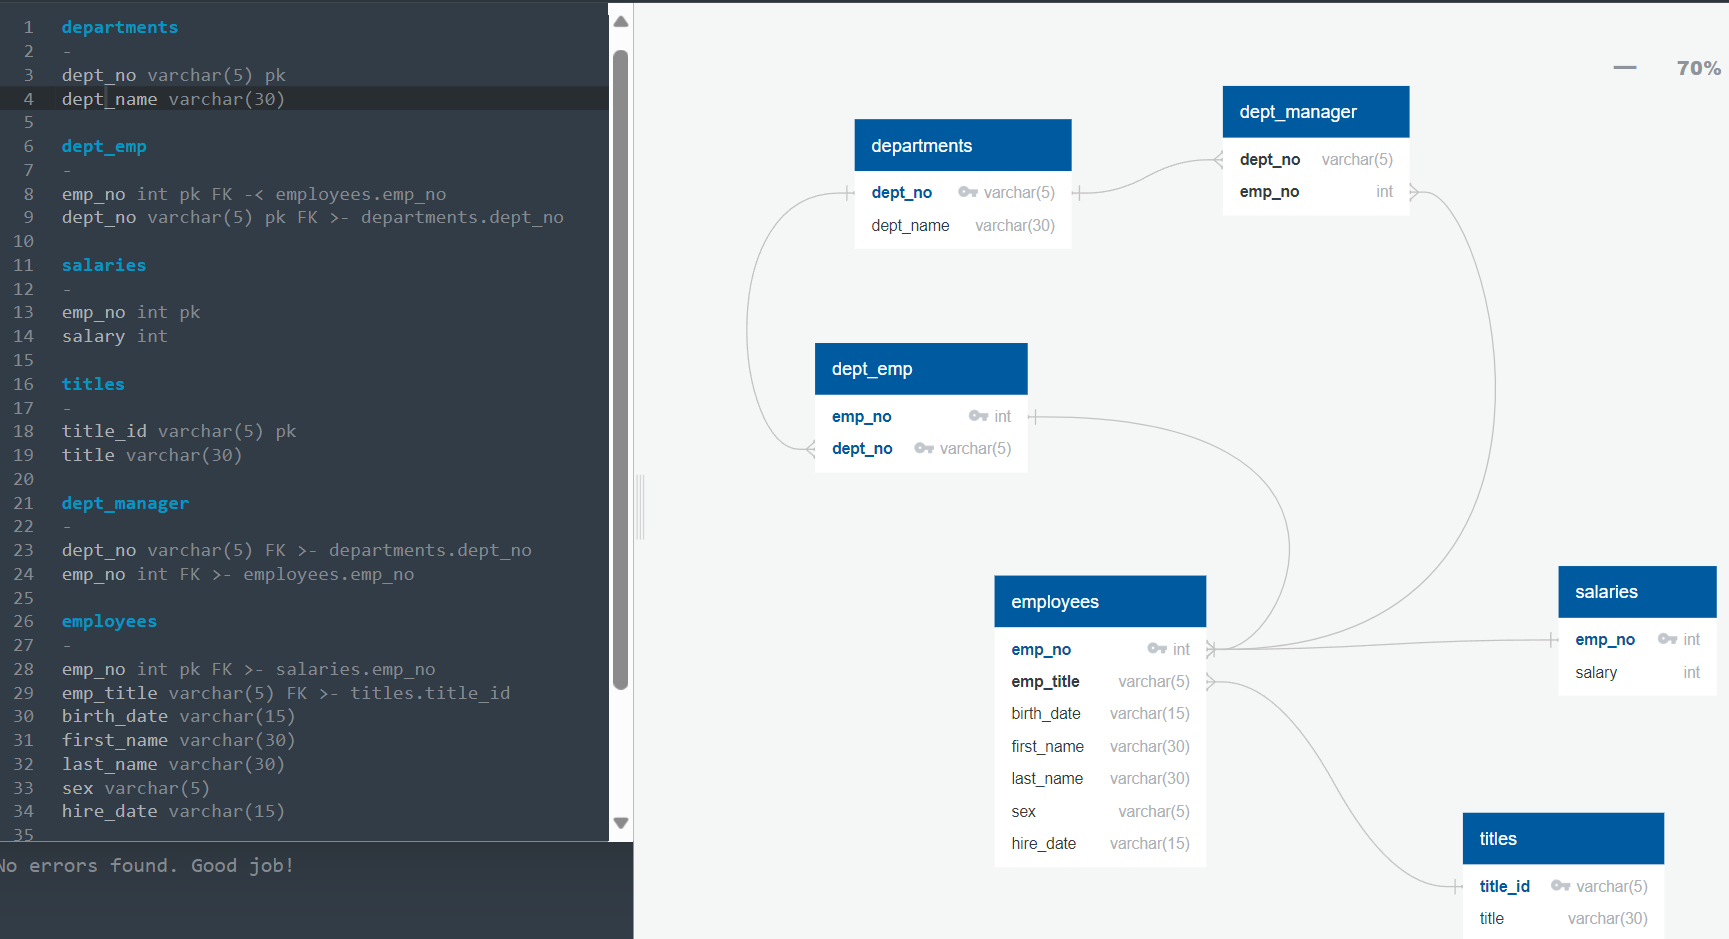 1 departments
2 -
3 dept_no varchar(5) pk
4 dept_name varchar(30)
5
6 dept_emp
7 -
8 emp_no int pk FK -< employees.emp_no
9 dept_no varchar(5) pk FK >- departments.dept_no
10
11 salaries
12 -
13 emp_no int pk
14 salary int
15
16 titles
17 -
18 title_id varchar(5) pk
19 title varchar(30)
20
21 dept_manager
22 -
23 dept_no varchar(5) FK >- departments.dept_no
24 emp_no int FK >- employees.emp_no
25
26 employees
27 -
28 emp_no int pk FK >- salaries.emp_no
29 emp_title varchar(5) FK >- titles.title_id
30 birth_date varchar(15)
31 first_name varchar(30)
32 last_name varchar(30)
33 sex varchar(5)
34 hire_date varchar(15)
35
No errors found. Good job!
70%
departments
dept_no varchar(5)
dept_name varchar(30)
dept_manager
dept_no varchar(5)
emp_no int
dept_emp
emp_no int
dept_no varchar(5)
employees
emp_no int
emp_title varchar(5)
birth_date varchar(15)
first_name varchar(30)
last_name varchar(30)
sex varchar(5)
hire_date varchar(15)
salaries
emp_no int
salary int
titles
title_id varchar(5)
title varchar(30)